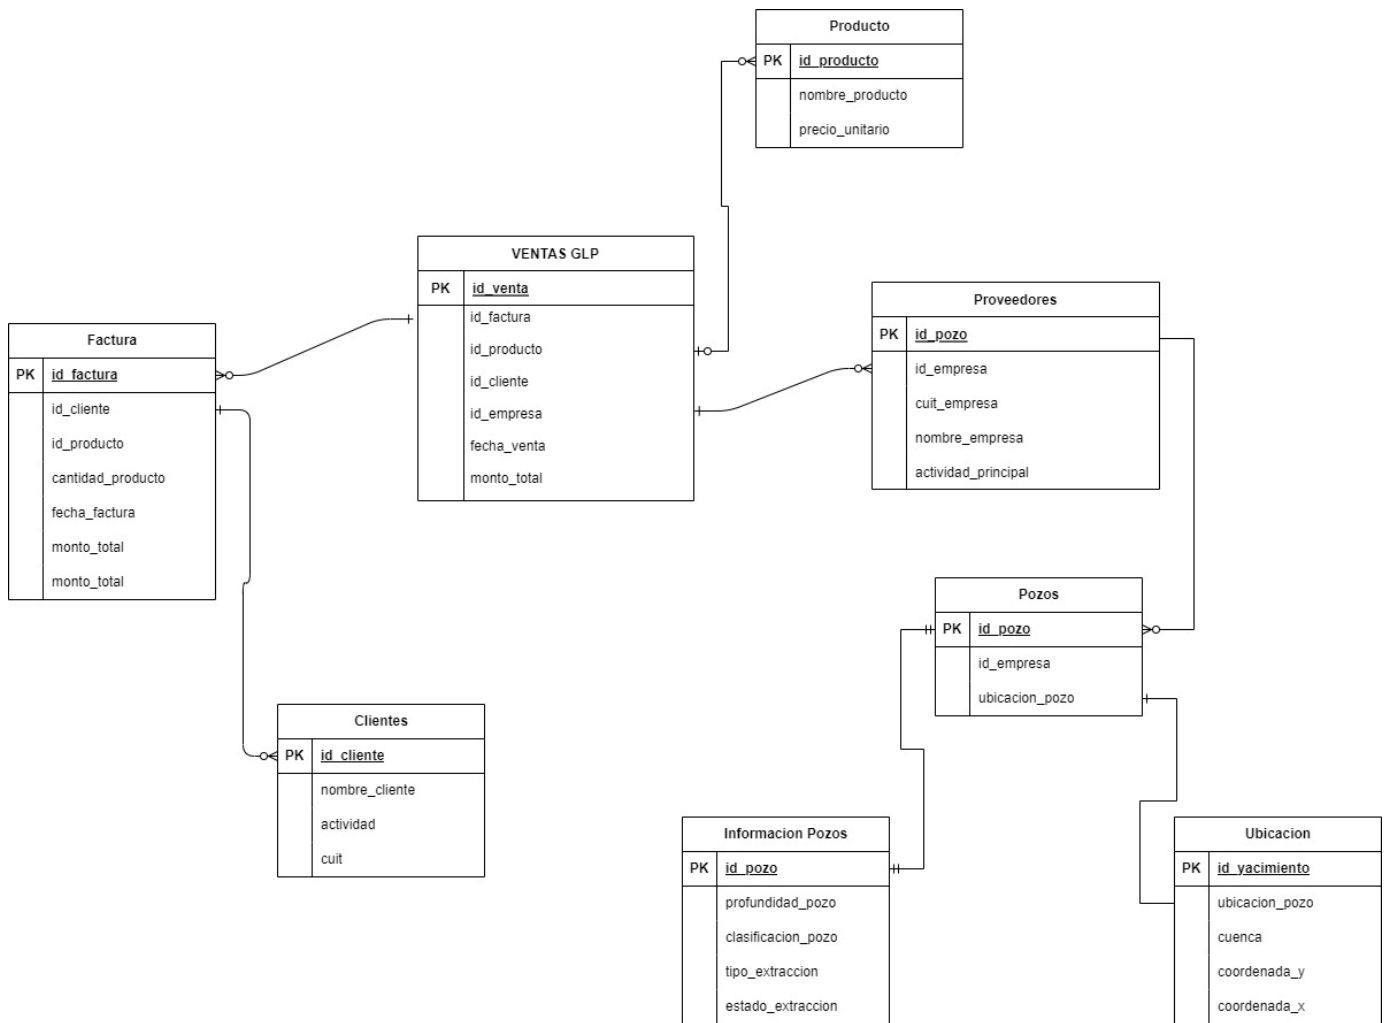 Producto
PK id_producto
nombre_producto
precio_unitario
VENTAS GLP
PK id_venta
id_factura
id_producto
id_cliente
id_empresa
fecha_venta
monto_total
Proveedores
PK id_pozo
id_empresa
cuit_empresa
nombre_empresa
actividad_principal
Factura
PK id_factura
id_cliente
id_producto
cantidad_producto
fecha_factura
monto_total
monto_total
Pozos
PK id_pozo
id_empresa
ubicacion_pozo
Clientes
PK id_cliente
nombre_cliente
actividad
cuit
Informacion Pozos
PK id_pozo
profundidad_pozo
clasificacion_pozo
tipo_extraccion
estado_extraccion
Ubicacion
PK id_yacimiento
ubicacion_pozo
cuenca
coordenada_y
coordenada_x